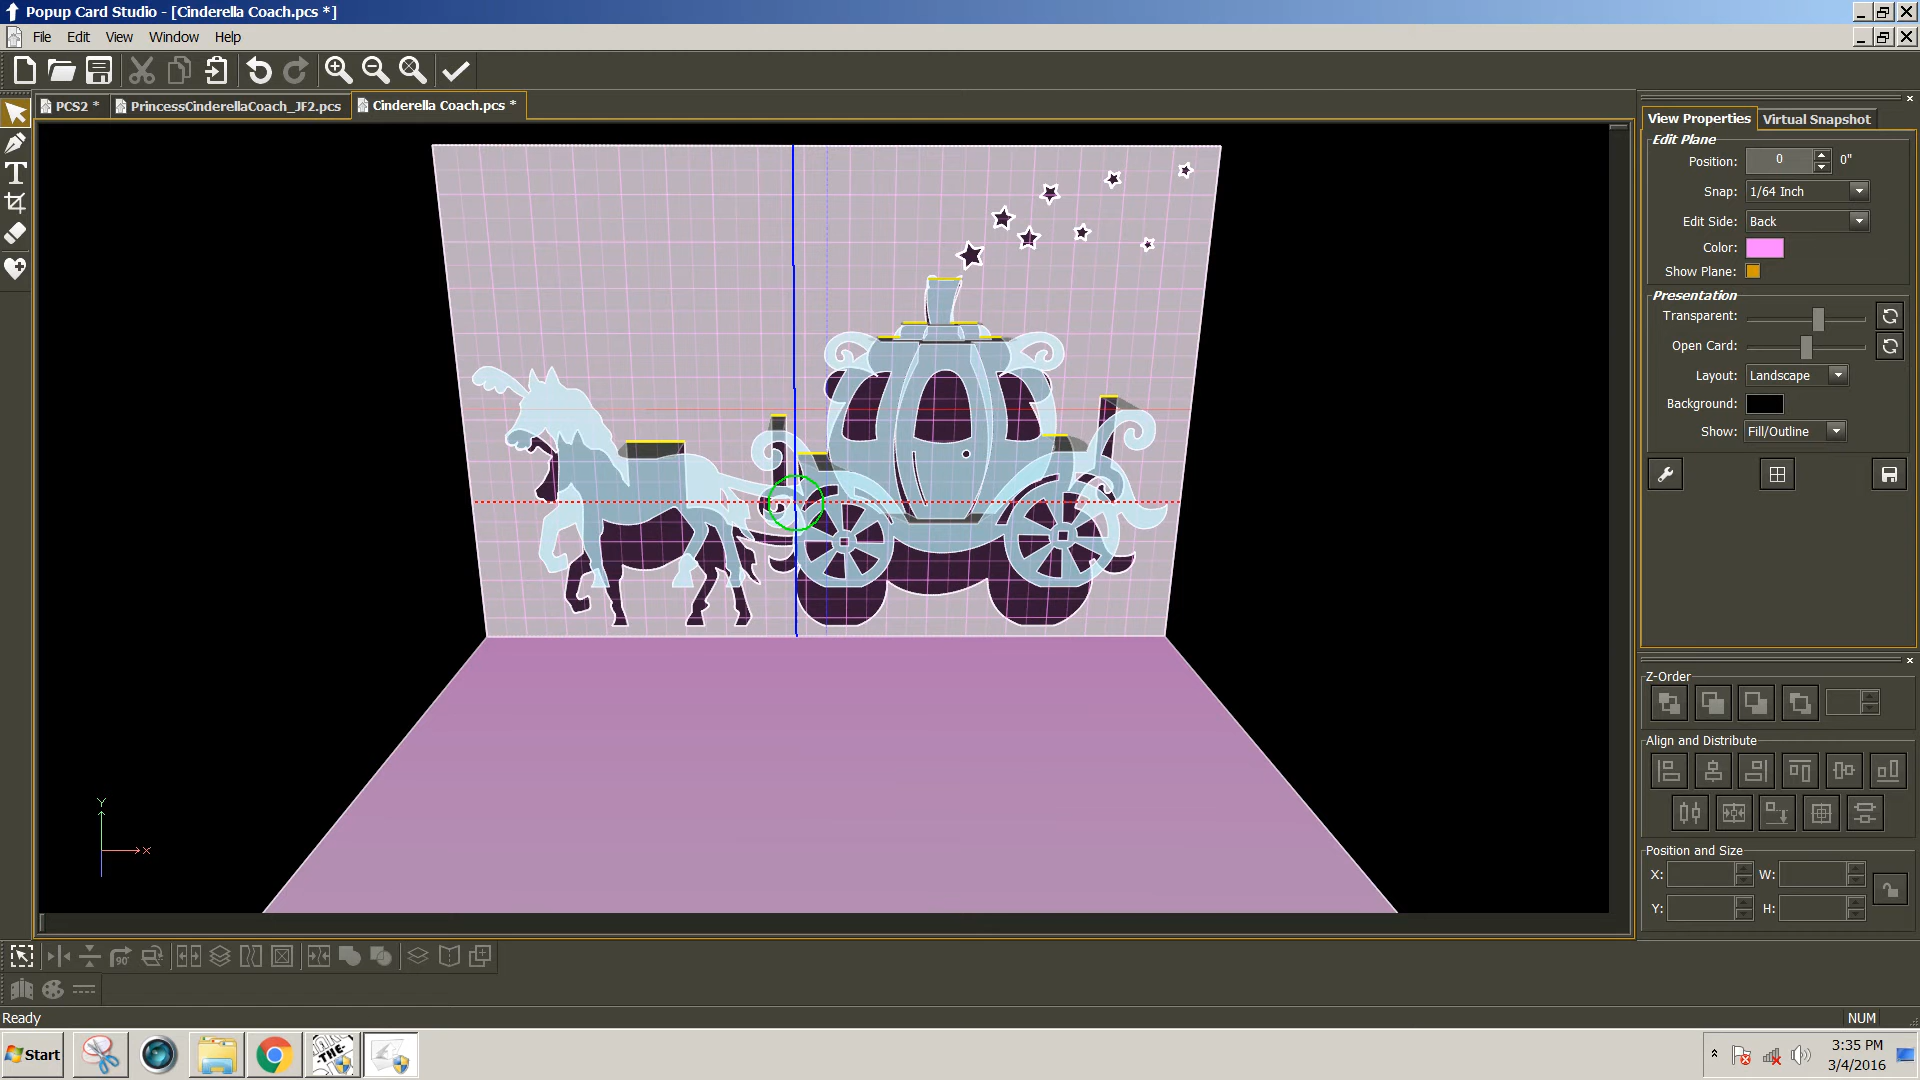 Popup Card Studio - [Cinderella Coach.pcs *]
File Edit View Window Help
PCS2 * PrincessCinderellaCoach_JF2.pcs Cinderella Coach.pcs *
View Properties Virtual Snapshot
Edit Plane
Position: 0 0"
Snap: 1/64 Inch
Edit Side: Back
Color:
Show Plane:
Presentation
Transparent:
Open Card:
Layout: Landscape
Background:
Show: Fill/Outline
Z-Order
Align and Distribute
Position and Size
X: W:
Y: H:
Y
X
90°
Ready NUM
Start
-THE-
3:35 PM
3/4/2016